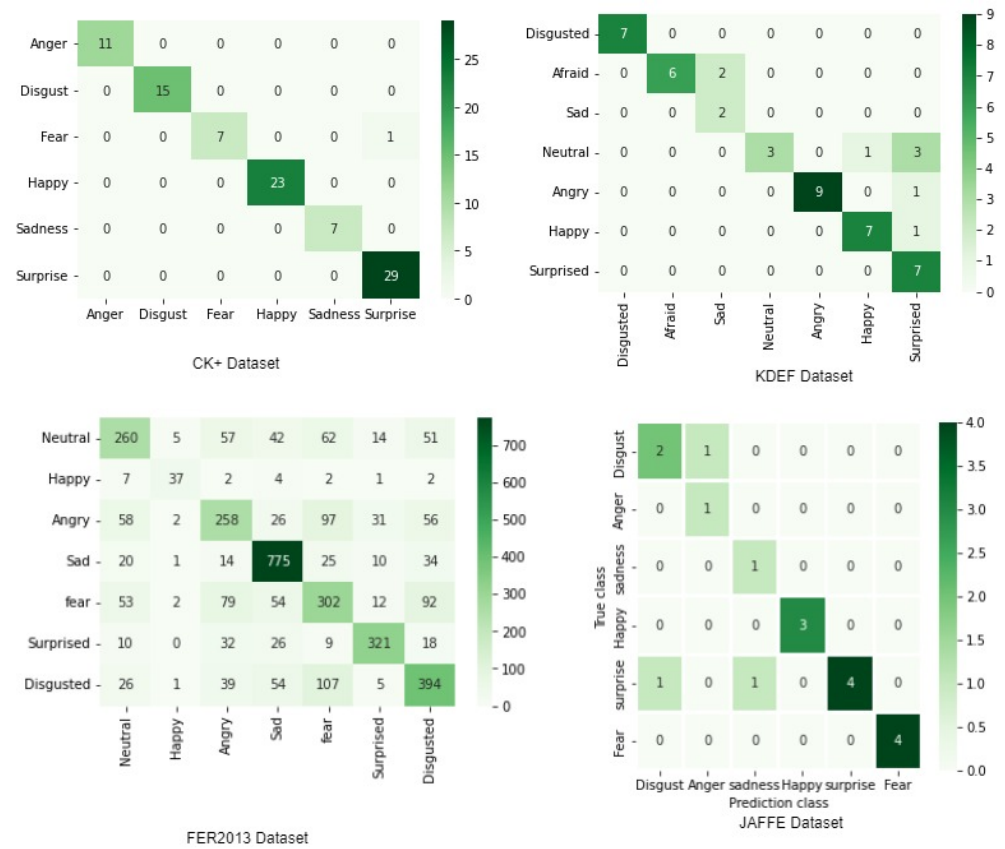 Anger 11 0 0 0 0 0
Disgust 0 15 0 0 0 0
Fear 0 0 7 0 0 1
Happy 0 0 0 23 0 0
Sadness 0 0 0 0 7 0
Surprise 0 0 0 0 0 29
Anger Disgust Fear Happy Sadness Surprise
25
20
15
10
5
0
CK+ Dataset
Disgusted 7 0 0 0 0 0 0
Afraid 0 6 2 0 0 0 0
Sad 0 0 2 0 0 0 0
Neutral 0 0 0 3 0 1 3
Angry 0 0 0 0 9 0 1
Happy 0 0 0 0 0 7 1
Surprised 0 0 0 0 0 0 7
Disgusted Afraid Sad Neutral Angry Happy Surprised
9
8
7
6
5
4
3
2
1
0
KDEF Dataset
Neutral 260 5 57 42 62 14 51
Happy 7 37 2 4 2 1 2
Angry 58 2 258 26 97 31 56
Sad 20 1 14 775 25 10 34
fear 53 2 79 54 302 12 92
Surprised 10 0 32 26 9 321 18
Disgusted 26 1 39 54 107 5 394
Neutral Happy Angry Sad fear Surprised Disgusted
700
600
500
400
300
200
100
0
FER2013 Dataset
True class
Disgust 2 1 0 0 0 0
Anger 0 1 0 0 0 0
sadness 0 0 1 0 0 0
Happy 0 0 0 3 0 0
surprise 1 0 1 0 4 0
Fear 0 0 0 0 0 4
Disgust Anger sadness Happy surprise Fear
Prediction class
4.0
3.5
3.0
2.5
2.0
1.5
1.0
0.5
0.0
JAFFE Dataset